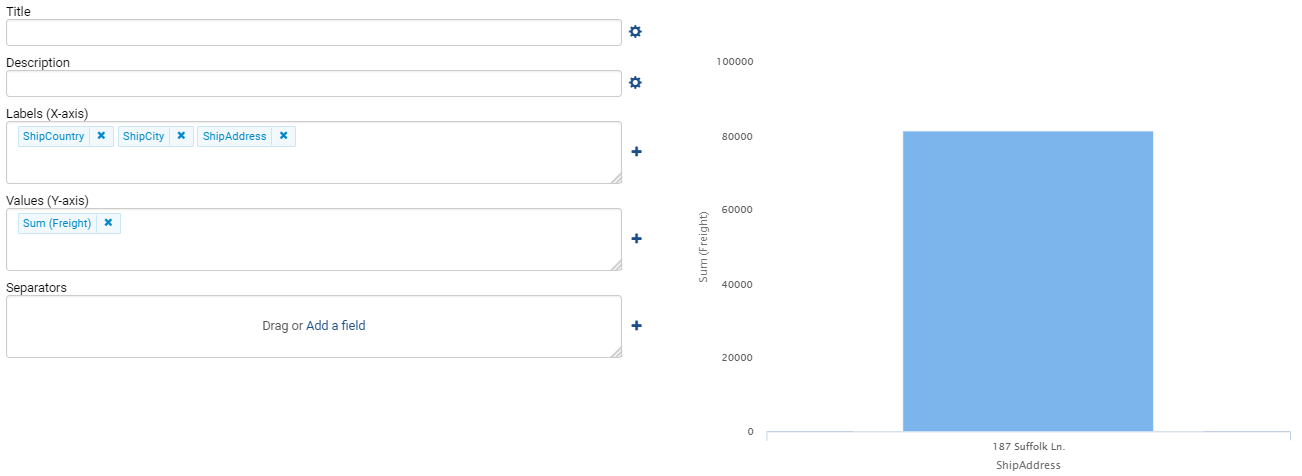 Title
Description
Labels (X-axis)
ShipCountry ✖ ShipCity ✖ ShipAddress ✖
Values (Y-axis)
Sum (Freight) ✖
Separators
Drag or Add a field
100000
80000
60000
40000
20000
0
Sum (Freight)
187 Suffolk Ln.
ShipAddress